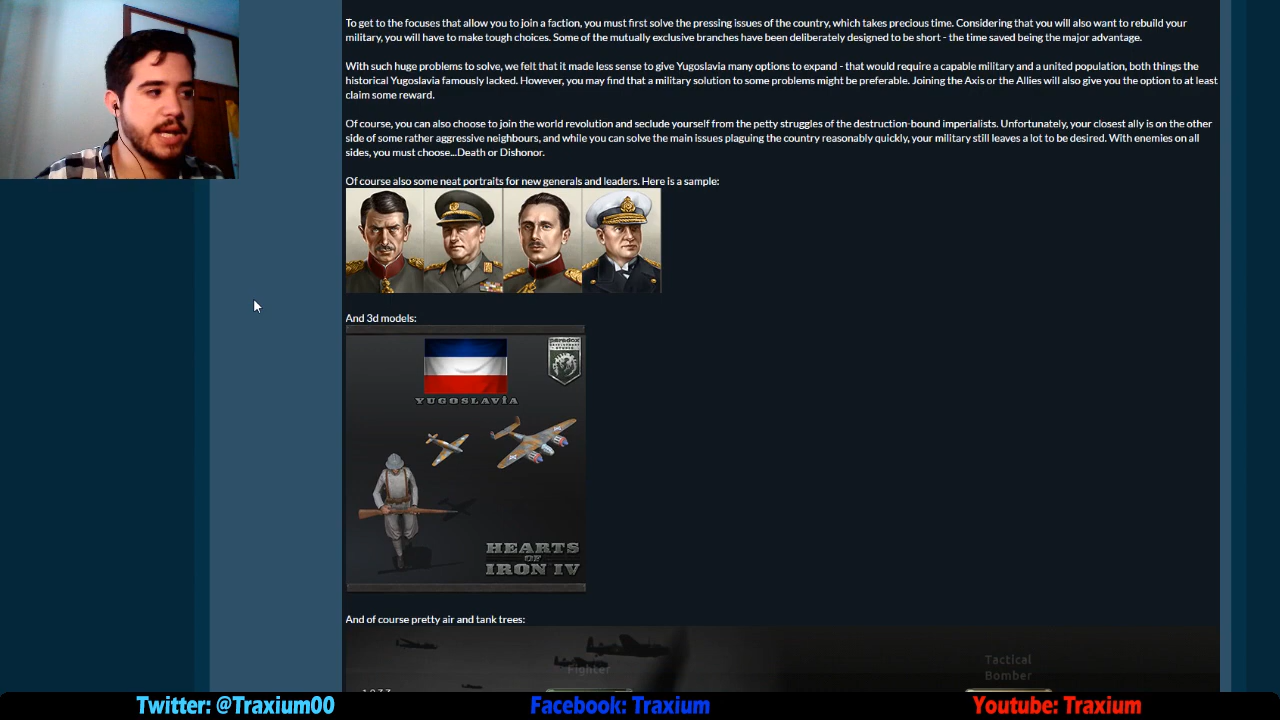 To get to the focuses that allow you to join a faction, you must first solve the pressing issues of the country, which takes precious time. Considering that you will also want to rebuild your
military, you will have to make tough choices. Some of the mutually exclusive branches have been deliberately designed to be short - the time saved being the major advantage.
With such huge problems to solve, we felt that it made less sense to give Yugoslavia many options to expand - that would require a capable military and a united population, both things the
historical Yugoslavia famously lacked. However, you may find that a military solution to some problems might be preferable. Joining the Axis or the Allies will also give you the option to at least
claim some reward.
Of course, you can also choose to join the world revolution and seclude yourself from the petty struggles of the destruction-bound imperialists. Unfortunately, your closest ally is on the other
side of some rather aggressive neighbours, and while you can solve the main issues plaguing the country reasonably quickly, your military still leaves a lot to be desired. With enemies on all
sides, you must choose...Death or Dishonor.
Of course also some neat portraits for new generals and leaders. Here is a sample:
And 3d models:
paradox
YUGOSLAVIA
HEARTS
OF
IRON IV
And of course pretty air and tank trees:
Fighter
Tactical
Bomber
Twitter: @Traxium00
Facebook: Traxium
Youtube: Traxium